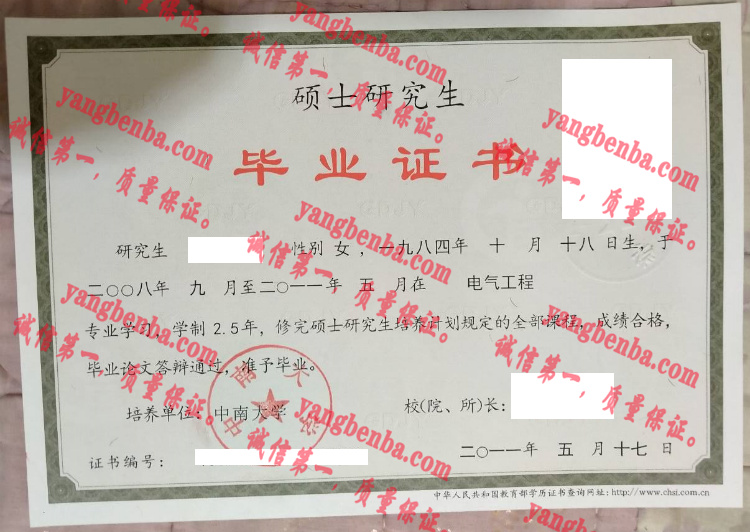 硕士研究生
毕业证书
研究生 性别 女，一九八四年 十 月 十八 日生，于
二〇〇八年 九 月至二〇一一年 五 月在 电气工程
专业学习，学制 2.5年，修完硕士研究生培养计划规定的全部课程，成绩合格，
毕业论文答辩通过，准予毕业。
培养单位：中南大学
校(院、所)长：
证书编号：
二〇一一年 五 月 十七 日
中华人民共和国教育部学历证书查询网址：http://www.chsi.com.cn
yangbenba.com
诚信第一，质量保证。